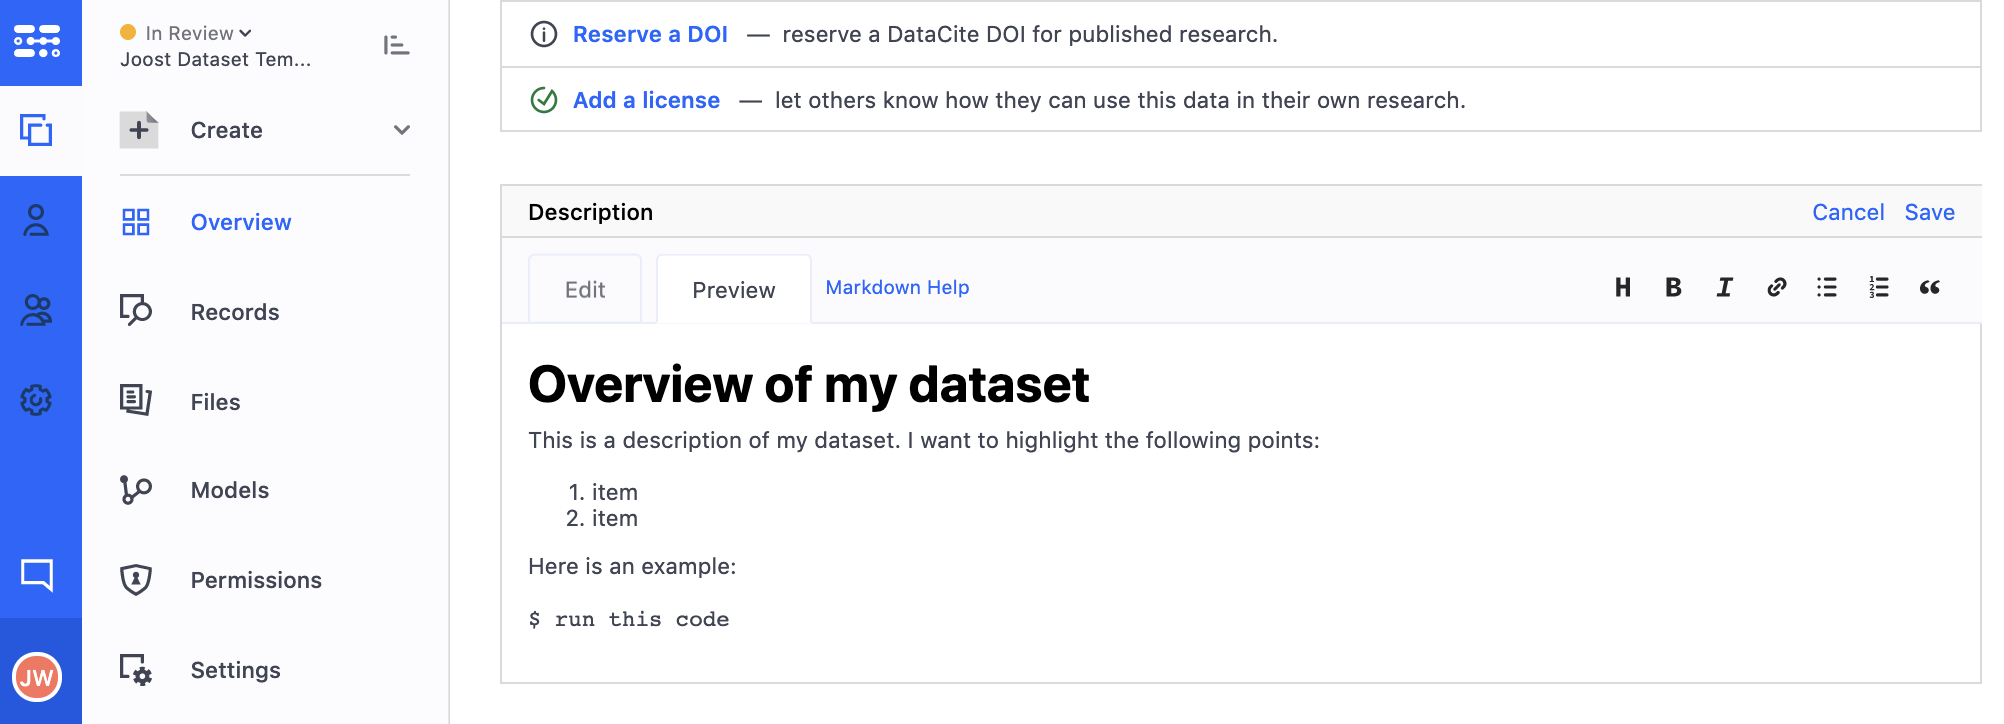 In Review
Joost Dataset Tem...
Create
Overview
Records
Files
Models
Permissions
Settings
JW
Reserve a DOI — reserve a DataCite DOI for published research.
Add a license — let others know how they can use this data in their own research.
Description
Cancel Save
Edit Preview Markdown Help
H B I
Overview of my dataset
This is a description of my dataset. I want to highlight the following points:
1. item
2. item
Here is an example:
$ run this code